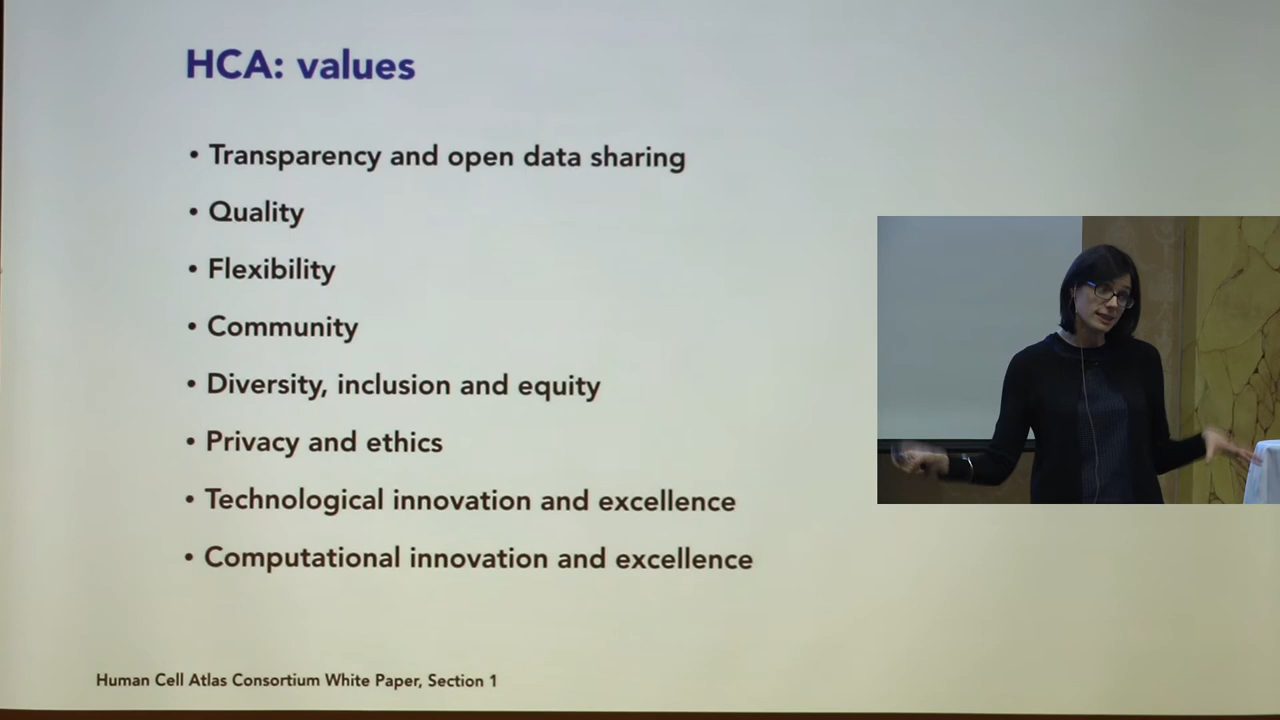 HCA: values
• Transparency and open data sharing
• Quality
• Flexibility
• Community
• Diversity, inclusion and equity
• Privacy and ethics
• Technological innovation and excellence
• Computational innovation and excellence
Human Cell Atlas Consortium White Paper, Section 1